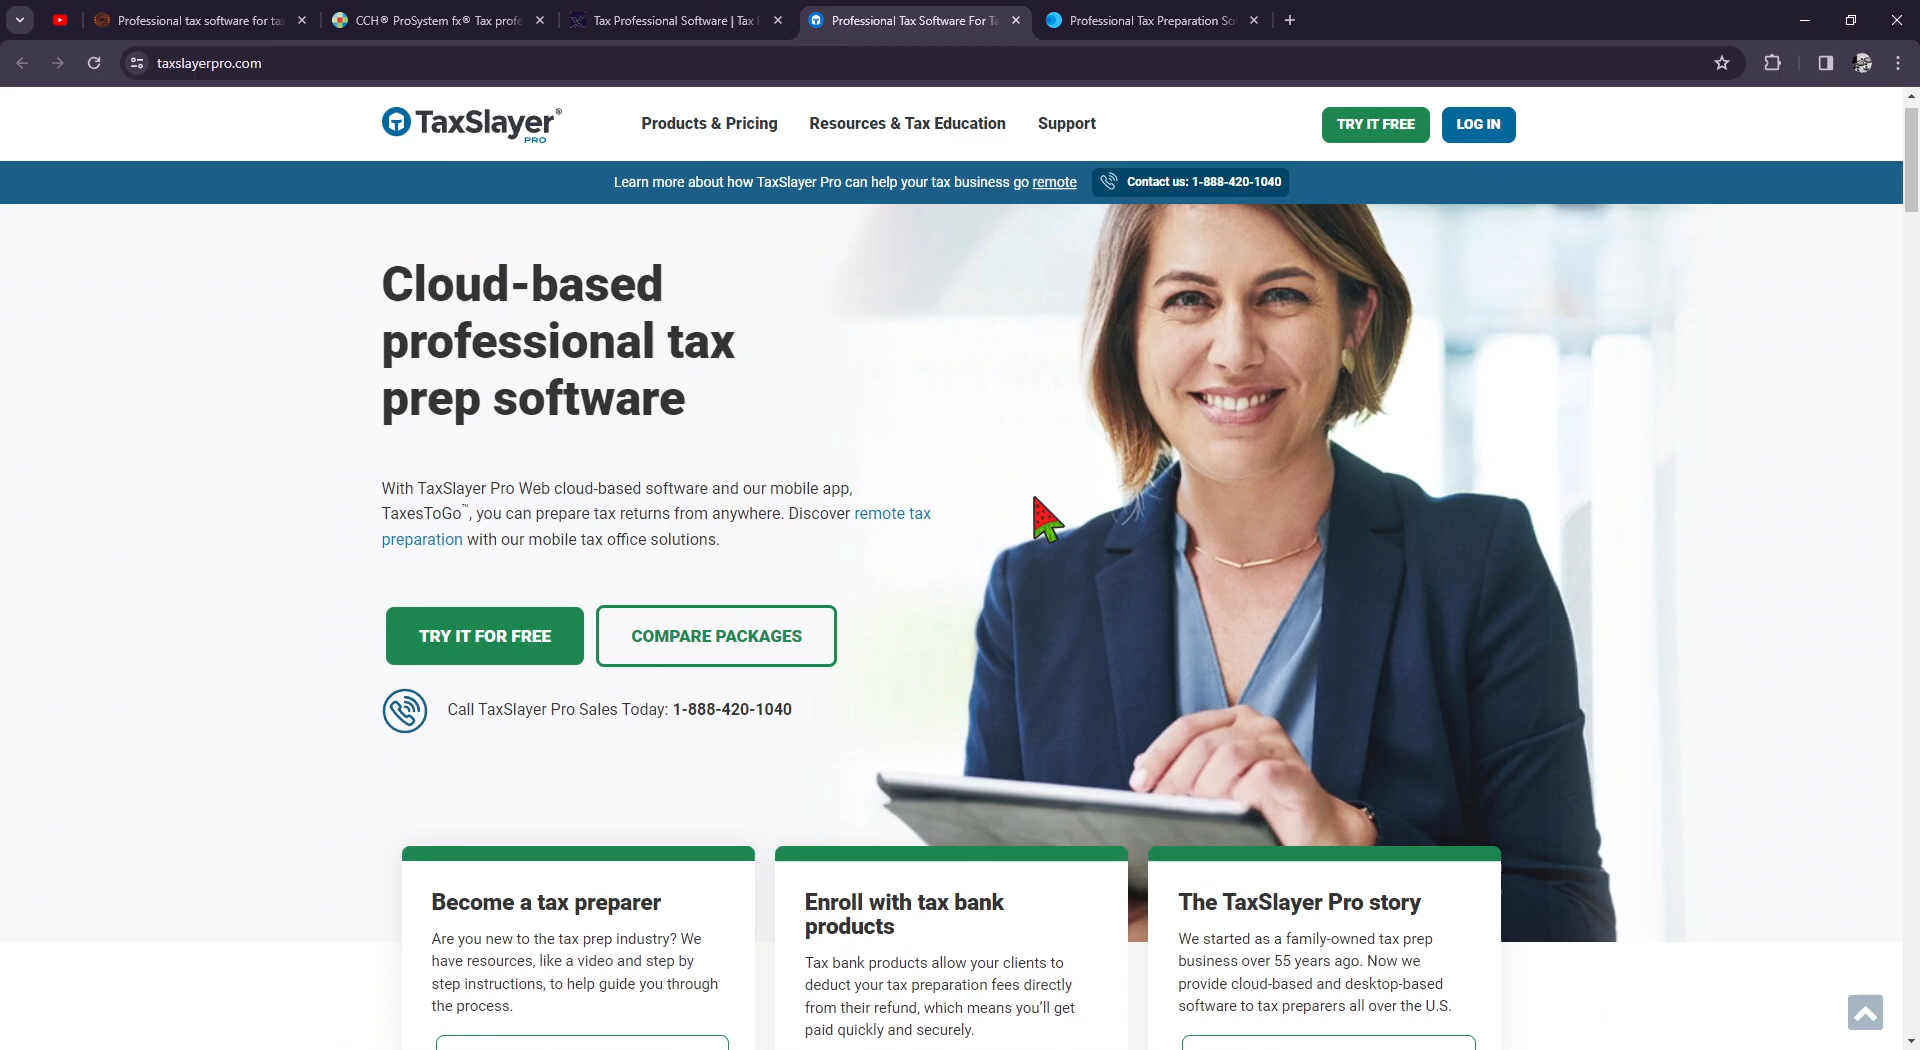 Professional tax software for ta
CCH® ProSystem fx® Tax profe
Tax Professional Software | Tax
Professional Tax Software For Ta
Professional Tax Preparation So
taxslayerpro.com
TaxSlayer®
PRO
Products & Pricing
Resources & Tax Education
Support
TRY IT FREE
LOG IN
Learn more about how TaxSlayer Pro can help your tax business go remote
Contact us: 1-888-420-1040
Cloud-based
professional tax
prep software
With TaxSlayer Pro Web cloud-based software and our mobile app,
TaxesToGo™, you can prepare tax returns from anywhere. Discover remote tax
preparation with our mobile tax office solutions.
TRY IT FOR FREE
COMPARE PACKAGES
Call TaxSlayer Pro Sales Today: 1-888-420-1040
Become a tax preparer
Are you new to the tax prep industry? We
have resources, like a video and step by
step instructions, to help guide you through
the process.
Enroll with tax bank
products
Tax bank products allow your clients to
deduct your tax preparation fees directly
from their refund, which means you'll get
paid quickly and securely.
The TaxSlayer Pro story
We started as a family-owned tax prep
business over 55 years ago. Now we
provide cloud-based and desktop-based
software to tax preparers all over the U.S.